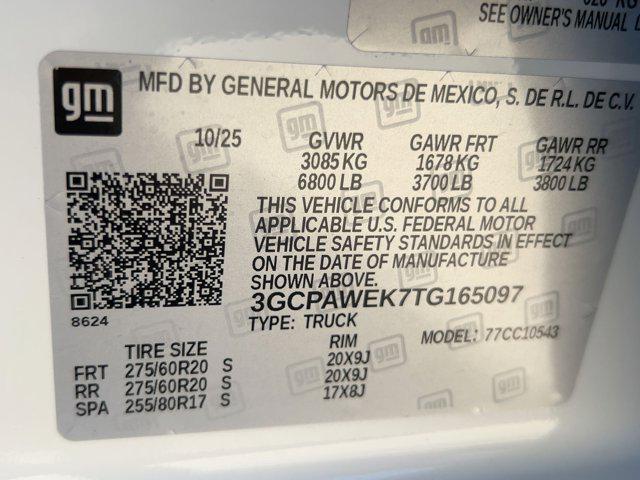 SEE OWNER'S MANUAL
gm
MFD BY GENERAL MOTORS DE MEXICO, S. DE R.L. DE C.V.
10/25 GVWR GAWR FRT GAWR RR
3085 KG 1678 KG 1724 KG
6800 LB 3700 LB 3800 LB
THIS VEHICLE CONFORMS TO ALL
APPLICABLE U.S. FEDERAL MOTOR
VEHICLE SAFETY STANDARDS IN EFFECT
ON THE DATE OF MANUFACTURE
SHOWN ABOVE.
3GCPAWEK7TG165097
8624
TYPE: TRUCK MODEL: 77CC10543
TIRE SIZE RIM
FRT 275/60R20 S 20X9J
RR 275/60R20 S 20X9J
SPA 255/80R17 S 17X8J